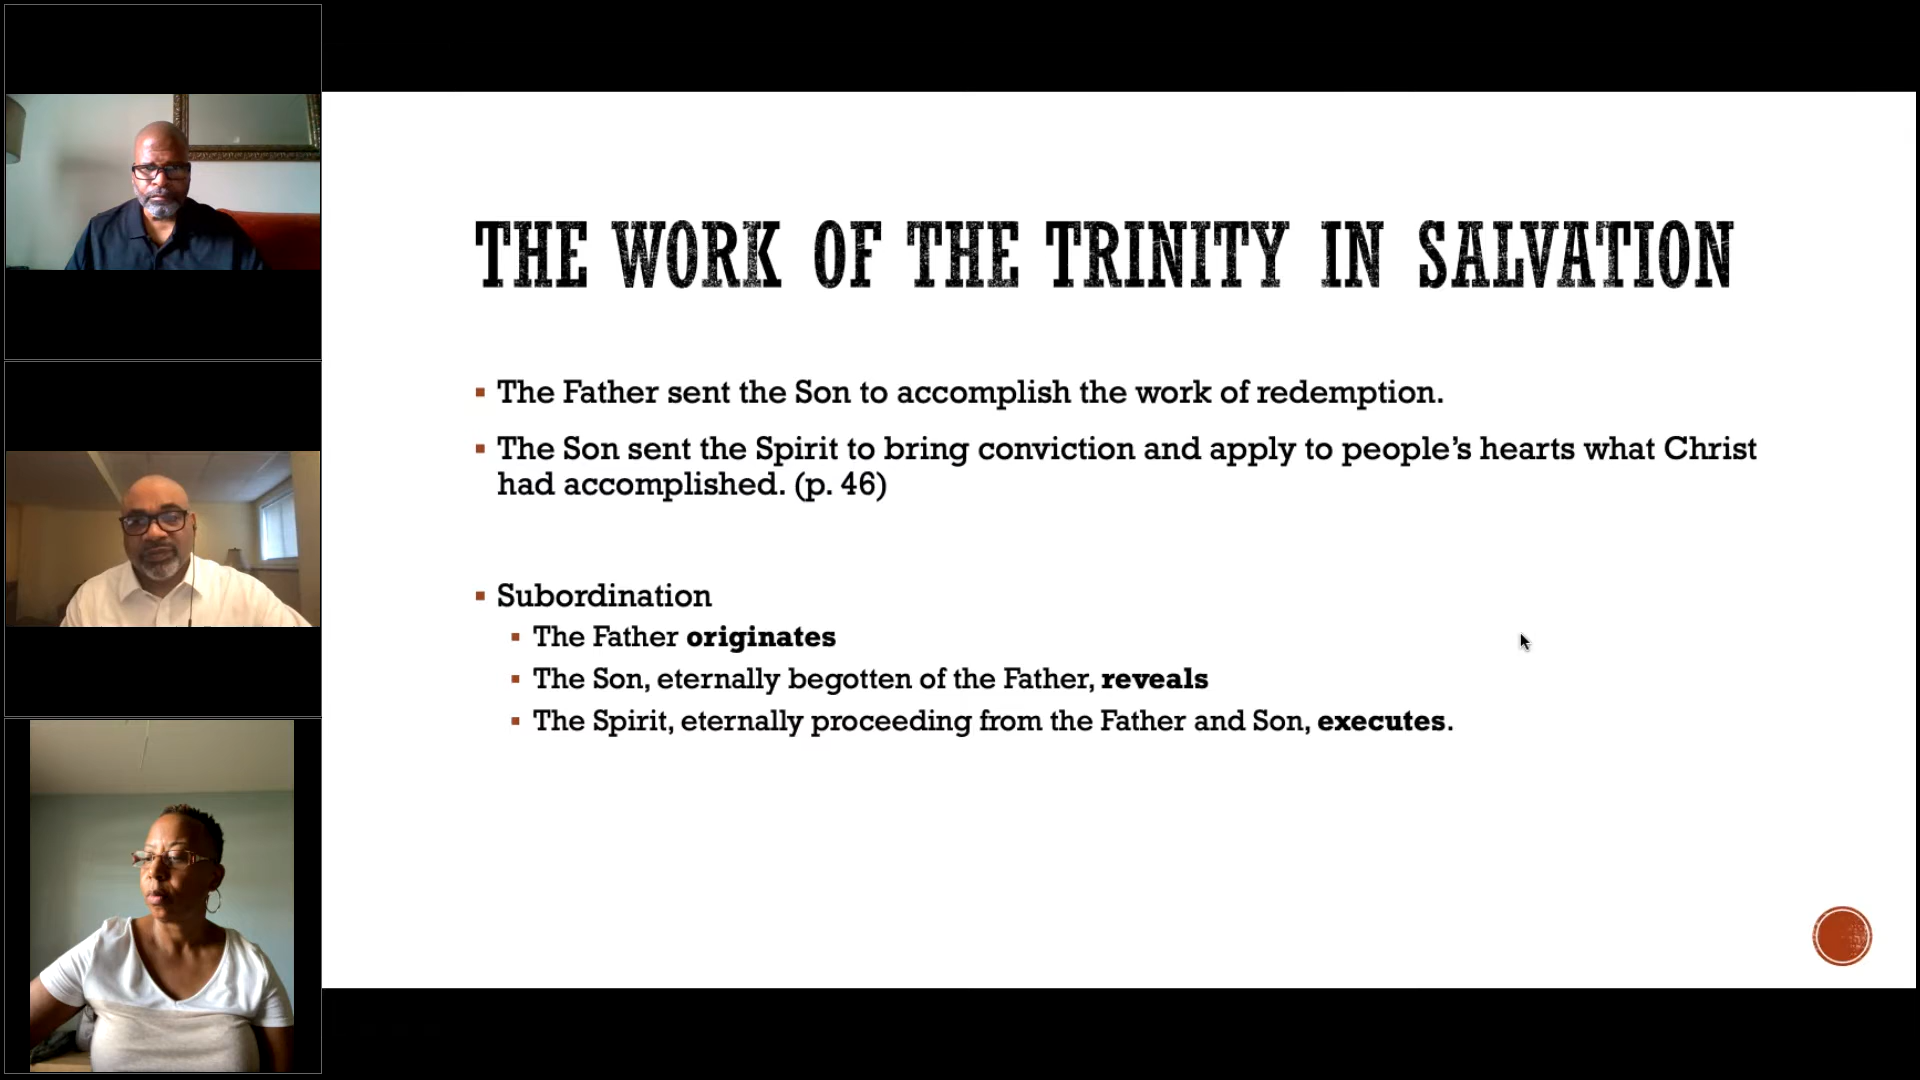 THE WORK OF THE TRINITY IN SALVATION
▪ The Father sent the Son to accomplish the work of redemption.
▪ The Son sent the Spirit to bring conviction and apply to people’s hearts what Christ
had accomplished. (p. 46)
▪ Subordination
▪ The Father originates
▪ The Son, eternally begotten of the Father, reveals
▪ The Spirit, eternally proceeding from the Father and Son, executes.